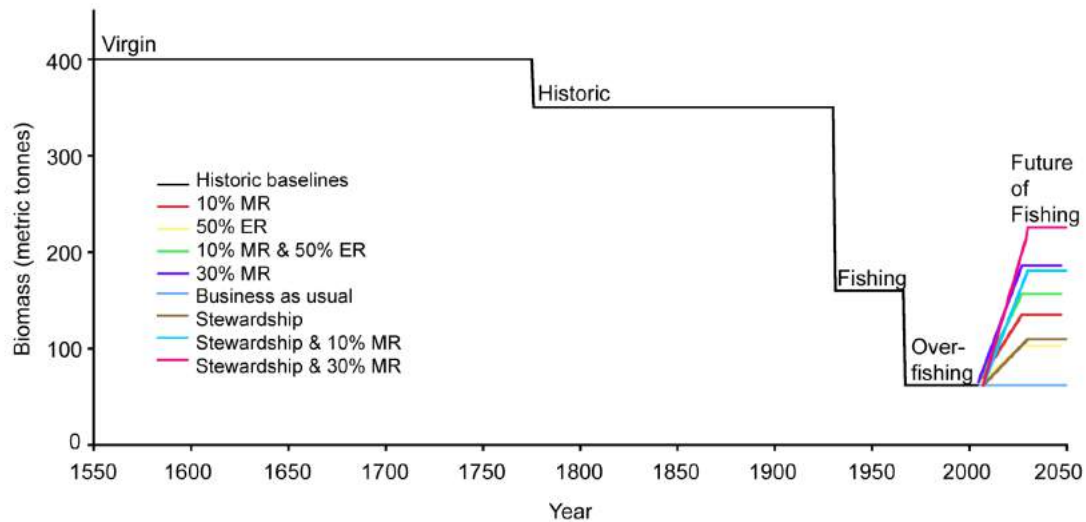 Biomass (metric tonnes)
400
300
200
100
0
Virgin
Historic
Fishing
Over-
fishing
Future
of
Fishing
Historic baselines
10% MR
50% ER
10% MR & 50% ER
30% MR
Business as usual
Stewardship
Stewardship & 10% MR
Stewardship & 30% MR
1550 1600 1650 1700 1750 1800 1850 1900 1950 2000 2050
Year